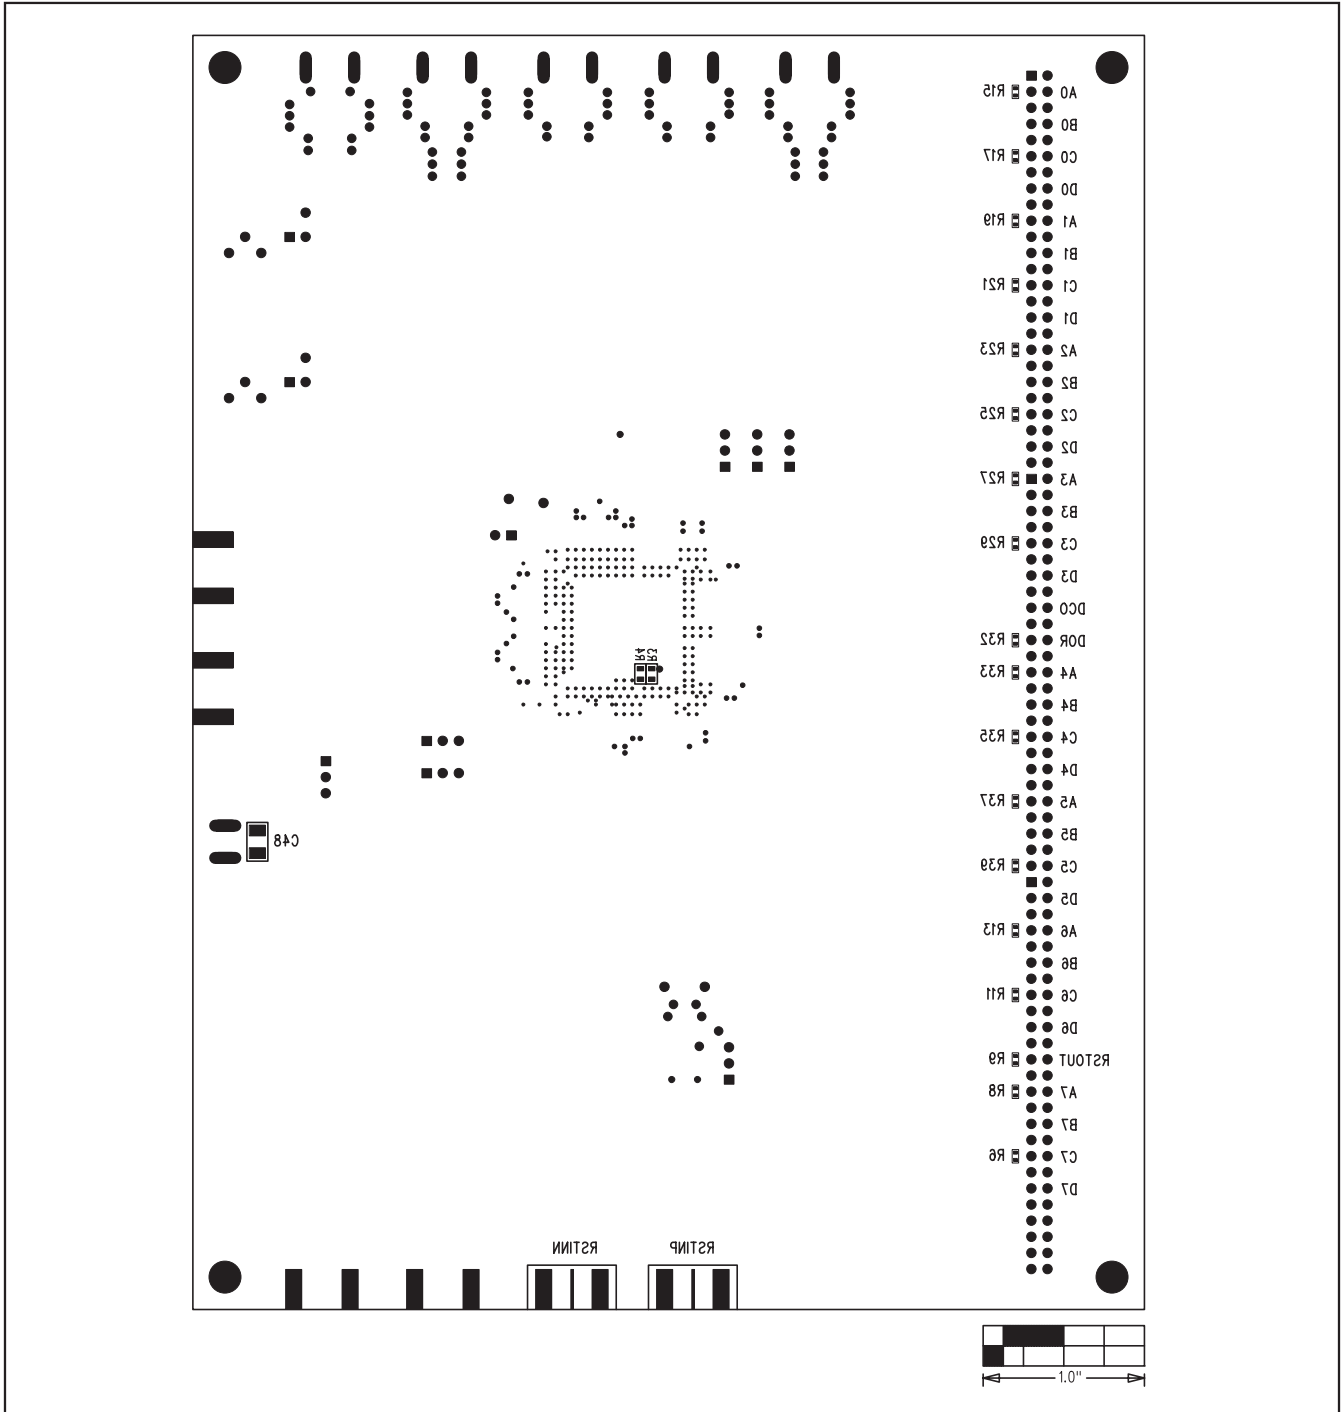 R15 A0
B0
R17 C0
D0
R19 A1
B1
R21 C1
D1
R23 A2
B2
R25 C2
D2
R27 A3
B3
R29 C3
D3
DCO
R32 DOR
R4 R3
R33 A4
B4
R35 C4
D4
R37 A5
B5
C48
R39 C5
D5
R13 A6
B6
R11 C6
D6
R9 RSTOUT
R8 A7
B7
R6 C7
D7
RSTINN RSTINP
1.0"